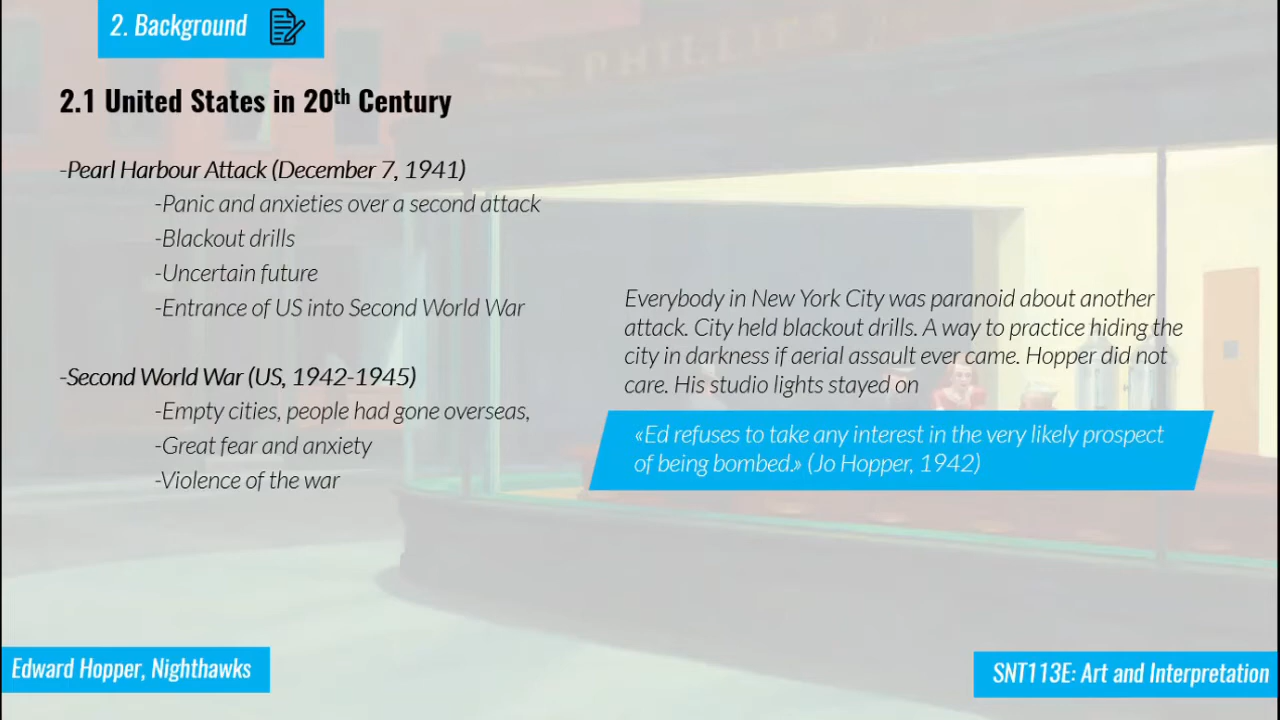 2. Background
2.1 United States in 20th Century
-Pearl Harbour Attack (December 7, 1941)
-Panic and anxieties over a second attack
-Blackout drills
-Uncertain future
-Entrance of US into Second World War
-Second World War (US, 1942-1945)
-Empty cities, people had gone overseas,
-Great fear and anxiety
-Violence of the war
PHILLIES
Everybody in New York City was paranoid about another
attack. City held blackout drills. A way to practice hiding the
city in darkness if aerial assault ever came. Hopper did not
care. His studio lights stayed on
«Ed refuses to take any interest in the very likely prospect
of being bombed.» (Jo Hopper, 1942)
Edward Hopper, Nighthawks
SNT113E: Art and Interpretation